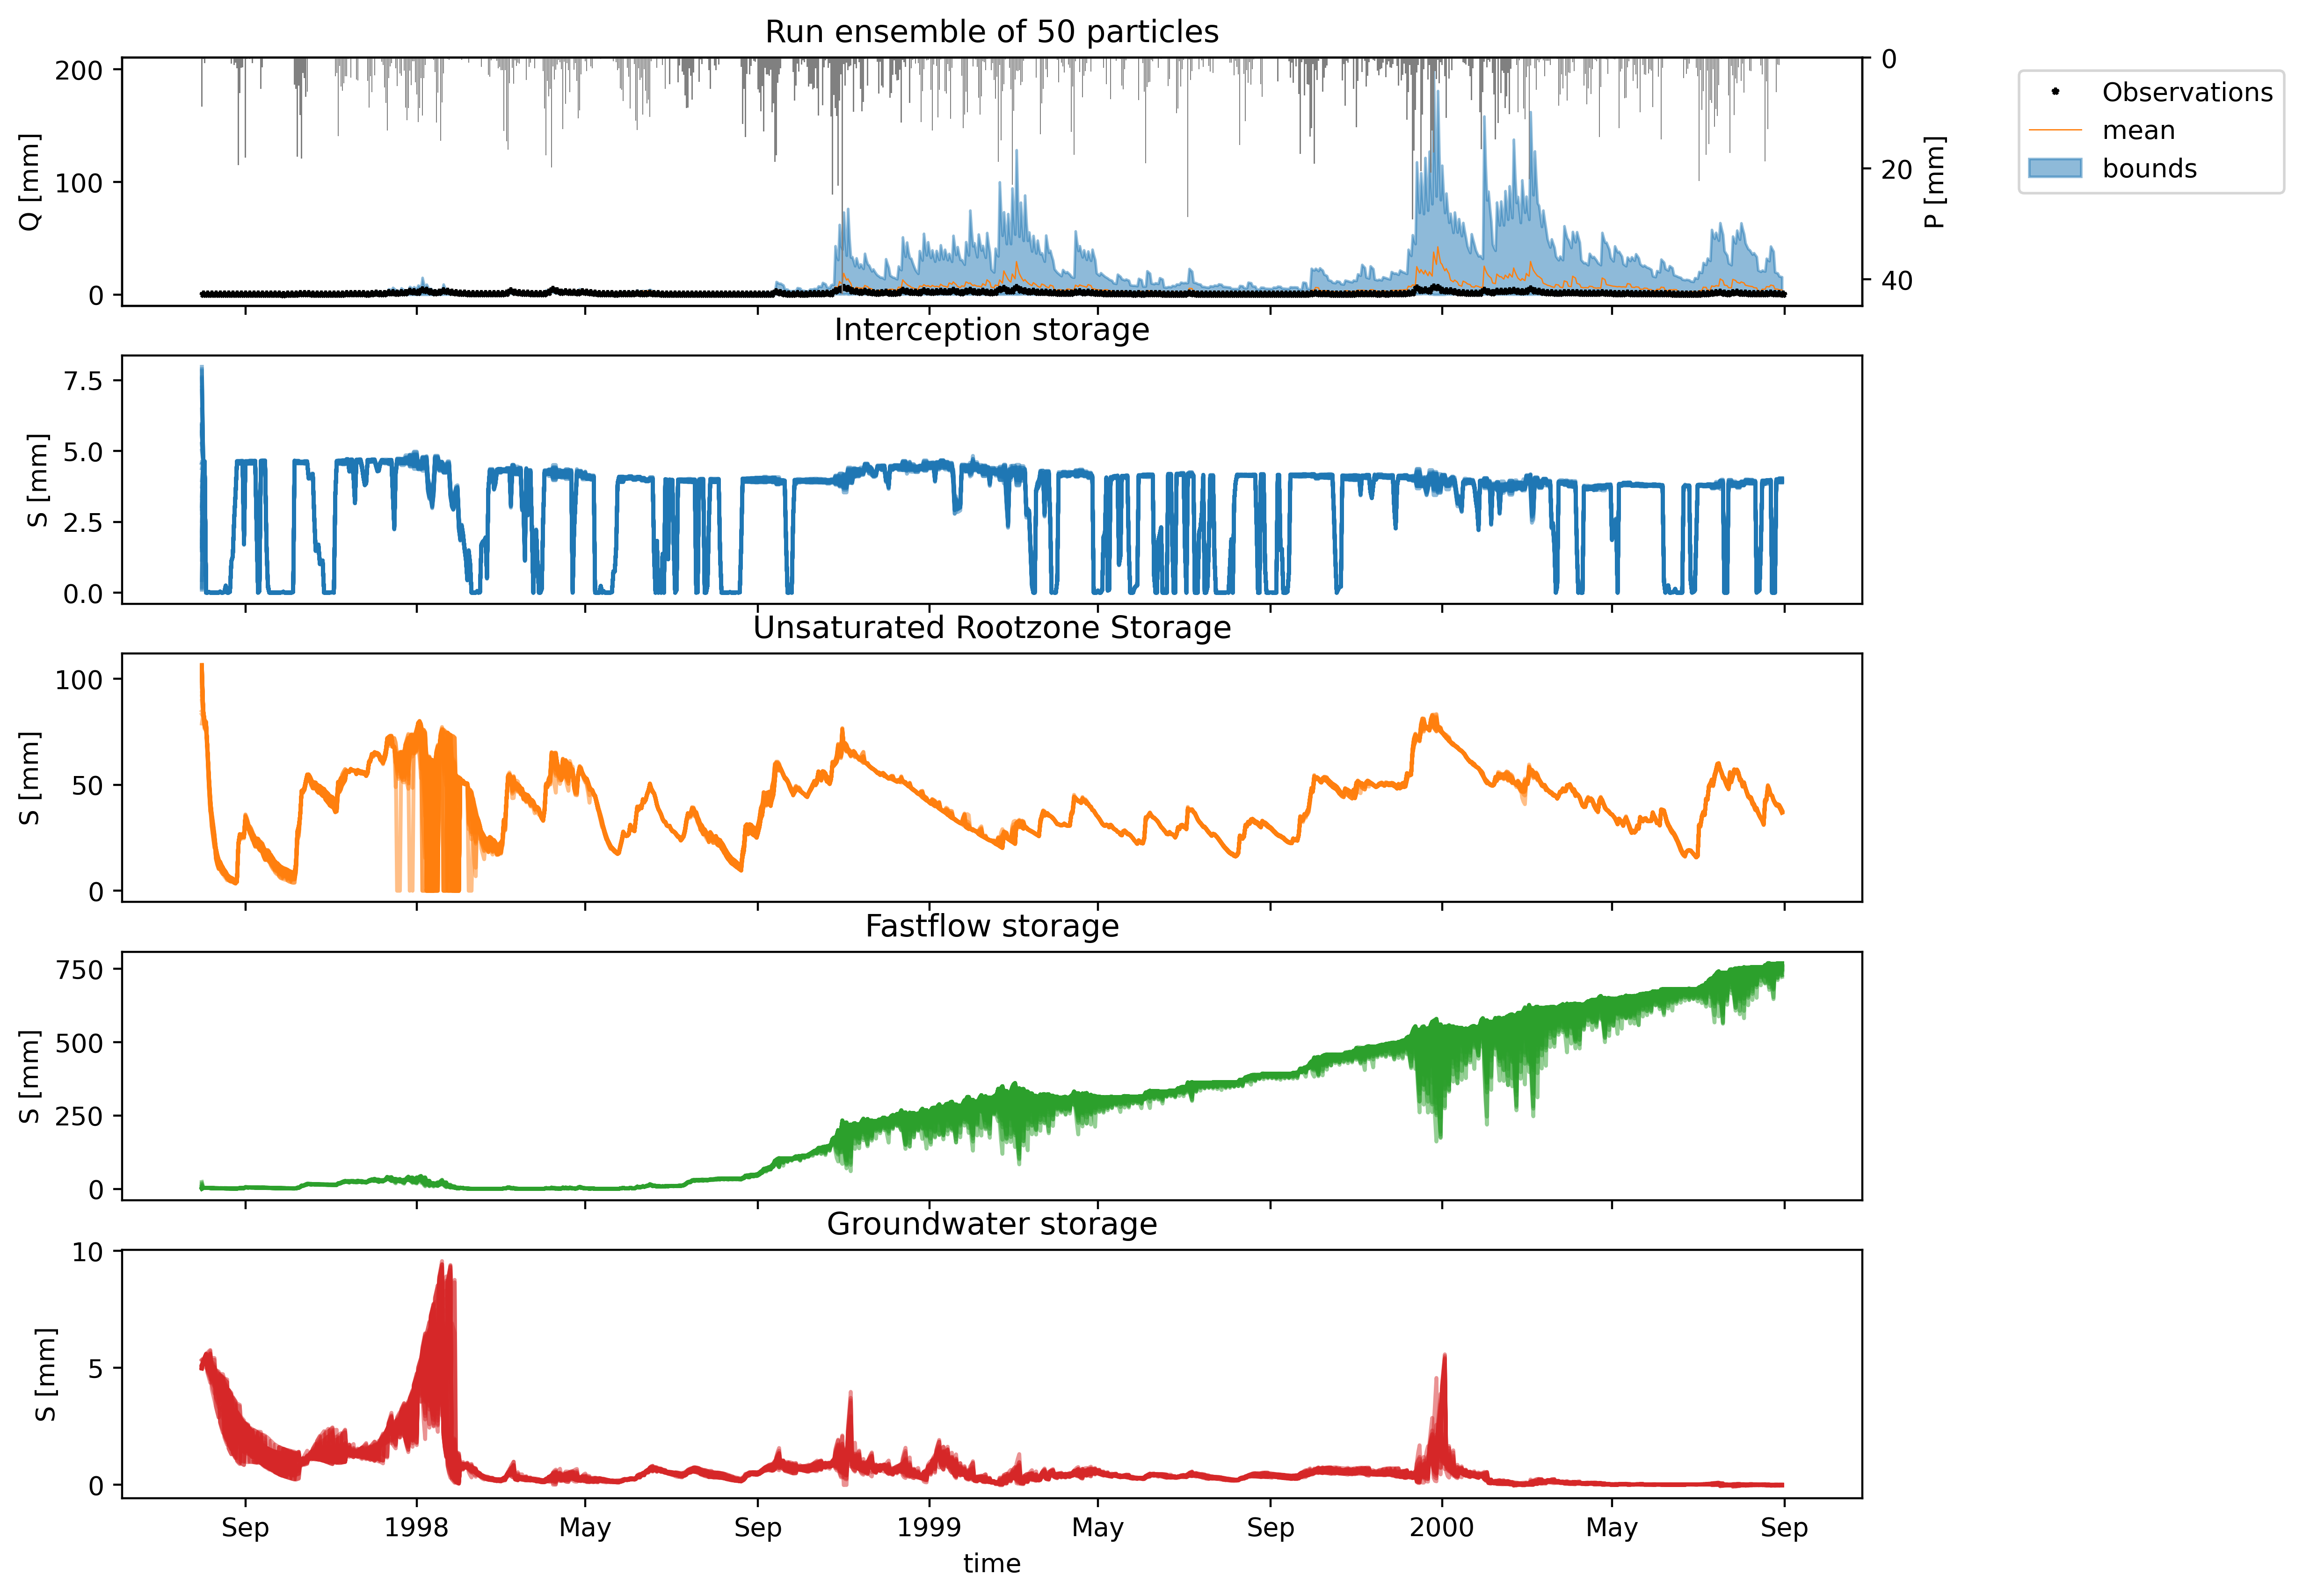 Run ensemble of 50 particles
200
100
0
Q [mm]
0
20
40
P [mm]
Observations
mean
bounds
Interception storage
7.5
5.0
2.5
0.0
S [mm]
Unsaturated Rootzone Storage
100
50
0
S [mm]
Fastflow storage
750
500
250
0
S [mm]
Groundwater storage
10
5
0
S [mm]
Sep 1998 May Sep 1999 May Sep 2000 May Sep
time